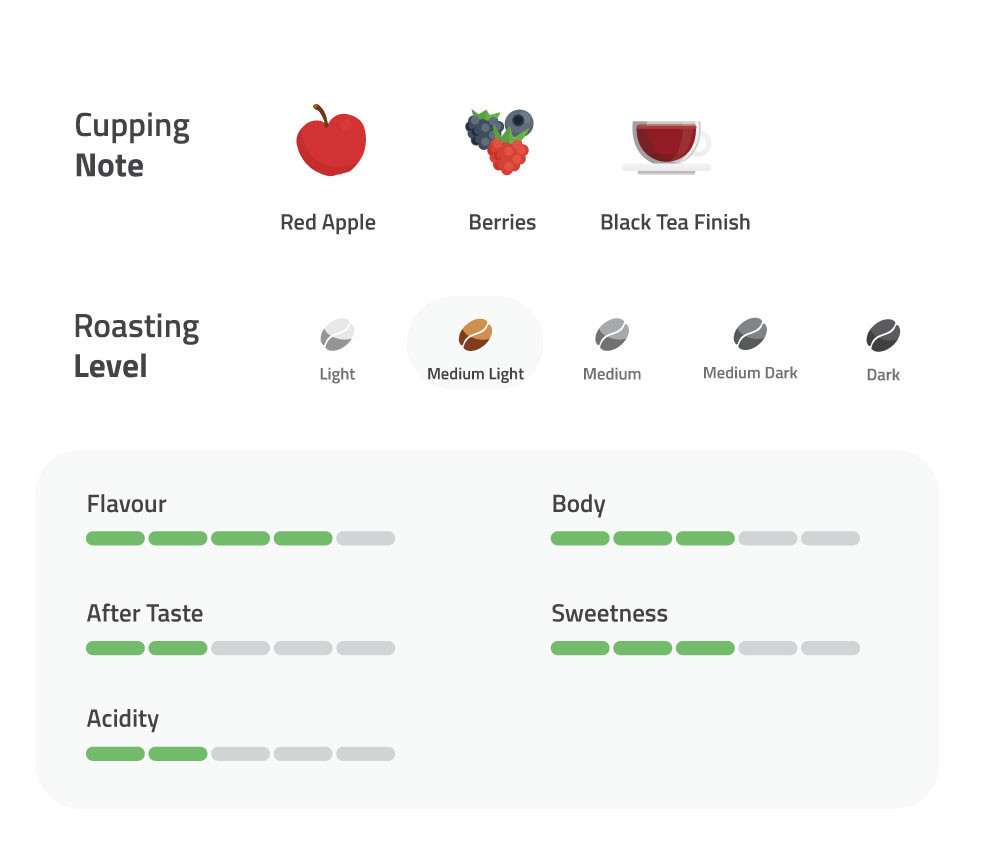 Cupping
Note
Red Apple
Berries
Black Tea Finish
Roasting
Level
Light
Medium Light
Medium
Medium Dark
Dark
Flavour
Body
After Taste
Sweetness
Acidity